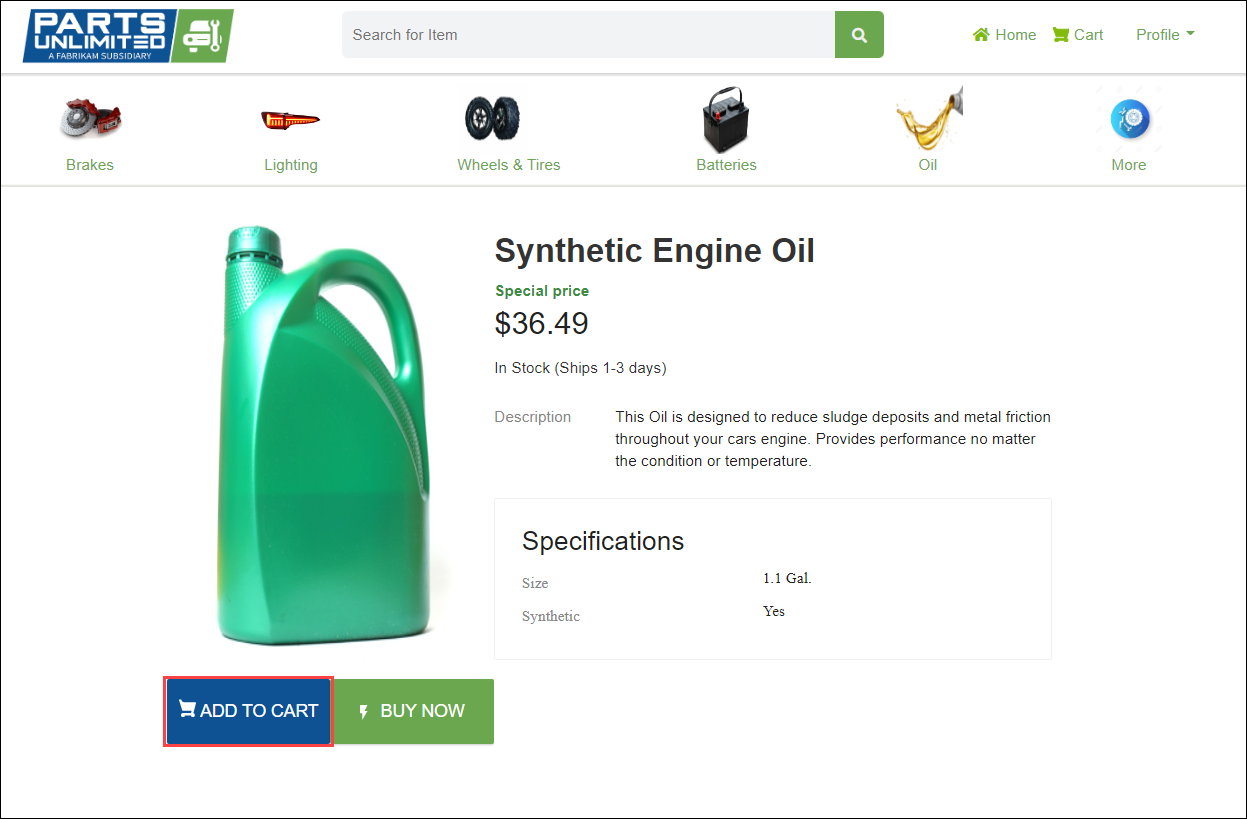 PARTS
UNLIMITED
A FABRIKAM SUBSIDIARY
Search for Item
Home
Cart
Profile
Brakes
Lighting
Wheels & Tires
Batteries
Oil
More
Synthetic Engine Oil
Special price
$36.49
In Stock (Ships 1-3 days)
Description
This Oil is designed to reduce sludge deposits and metal friction
throughout your cars engine. Provides performance no matter
the condition or temperature.
Specifications
Size
1.1 Gal.
Synthetic
Yes
ADD TO CART
BUY NOW